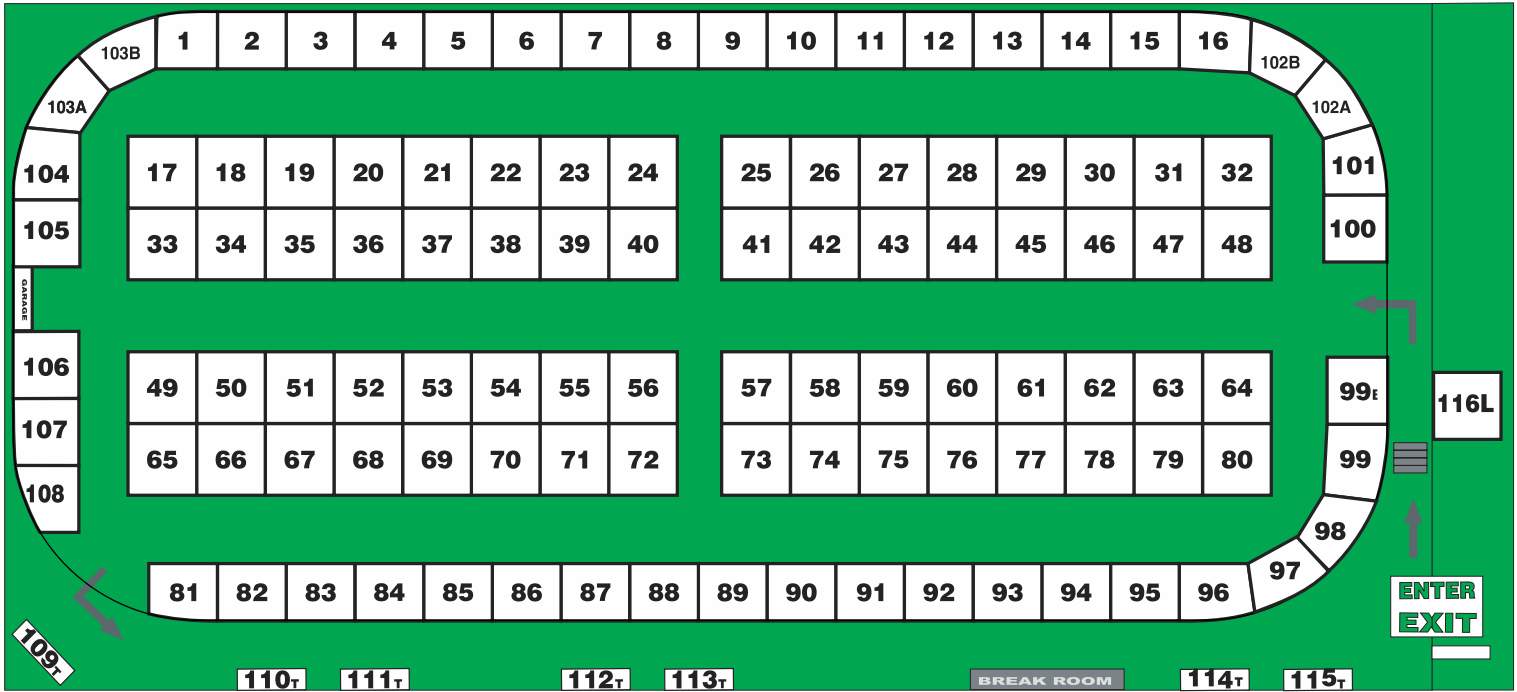 103B 1 2 3 4 5 6 7 8 9 10 11 12 13 14 15 16 102B
103A 102A
104 17 18 19 20 21 22 23 24 25 26 27 28 29 30 31 32 101
105 33 34 35 36 37 38 39 40 41 42 43 44 45 46 47 48 100
GARAGE
106 49 50 51 52 53 54 55 56 57 58 59 60 61 62 63 64 99E 116L
107 65 66 67 68 69 70 71 72 73 74 75 76 77 78 79 80 99
108 98
81 82 83 84 85 86 87 88 89 90 91 92 93 94 95 96 97
ENTER
EXIT
109T 110T 111T 112T 113T BREAK ROOM 114T 115T